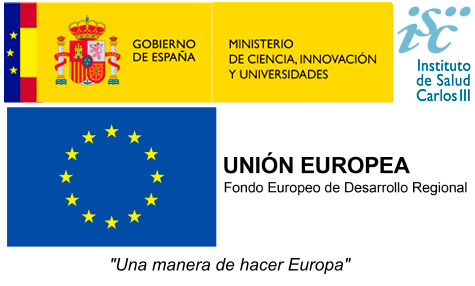 GOBIERNO
DE ESPAÑA
MINISTERIO
DE CIENCIA, INNOVACIÓN
Y UNIVERSIDADES
isc
Instituto
de Salud
Carlos III
UNIÓN EUROPEA
Fondo Europeo de Desarrollo Regional
"Una manera de hacer Europa"